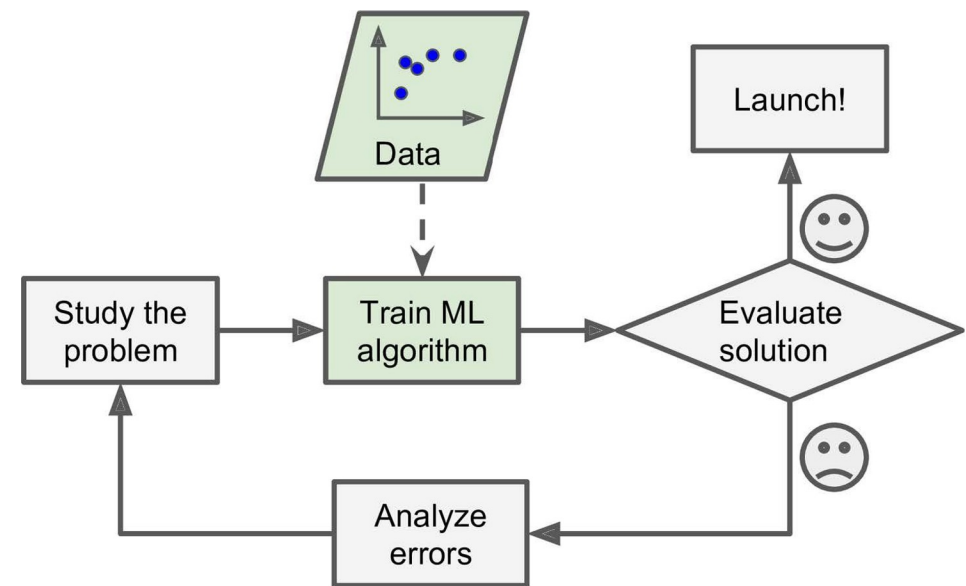 Data
Launch!
Study the
problem
Train ML
algorithm
Evaluate
solution
Analyze
errors